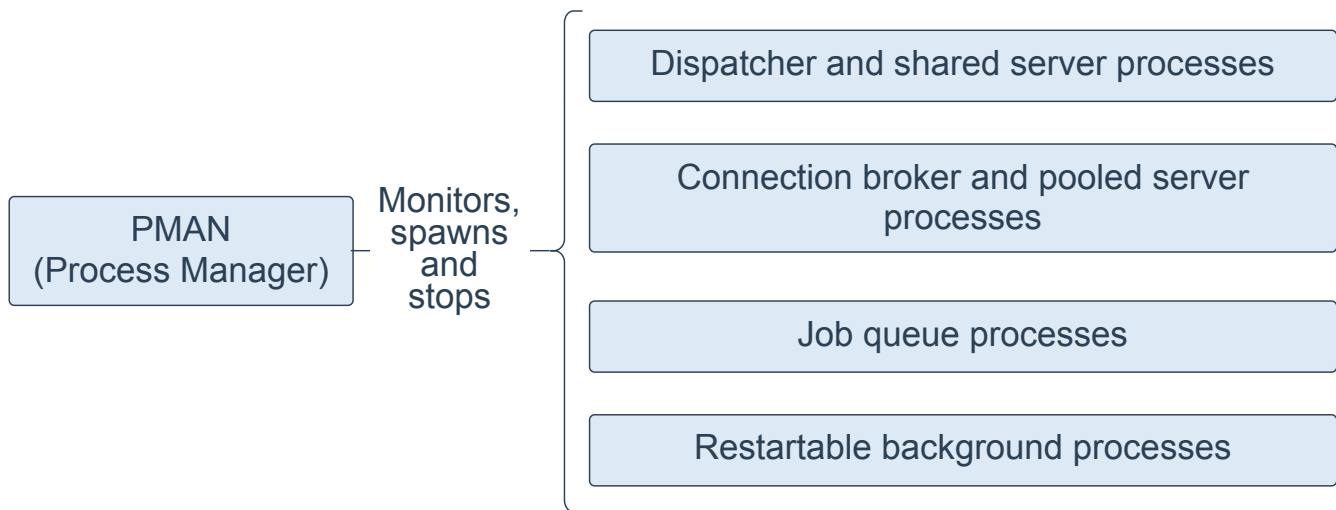 PMAN
(Process Manager)
Monitors,
spawns
and
stops
Dispatcher and shared server processes
Connection broker and pooled server
processes
Job queue processes
Restartable background processes